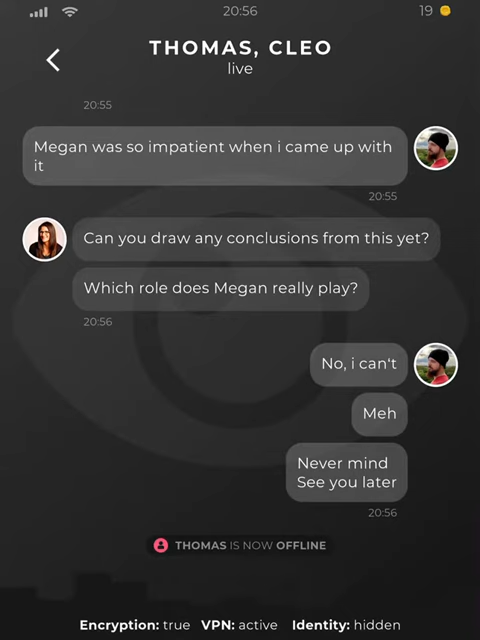 20:56
19
THOMAS, CLEO
live
20:55
Megan was so impatient when i came up with
it
20:55
Can you draw any conclusions from this yet?
Which role does Megan really play?
20:56
No, i can't
Meh
Never mind
See you later
20:56
THOMAS IS NOW OFFLINE
Encryption: true VPN: active Identity: hidden